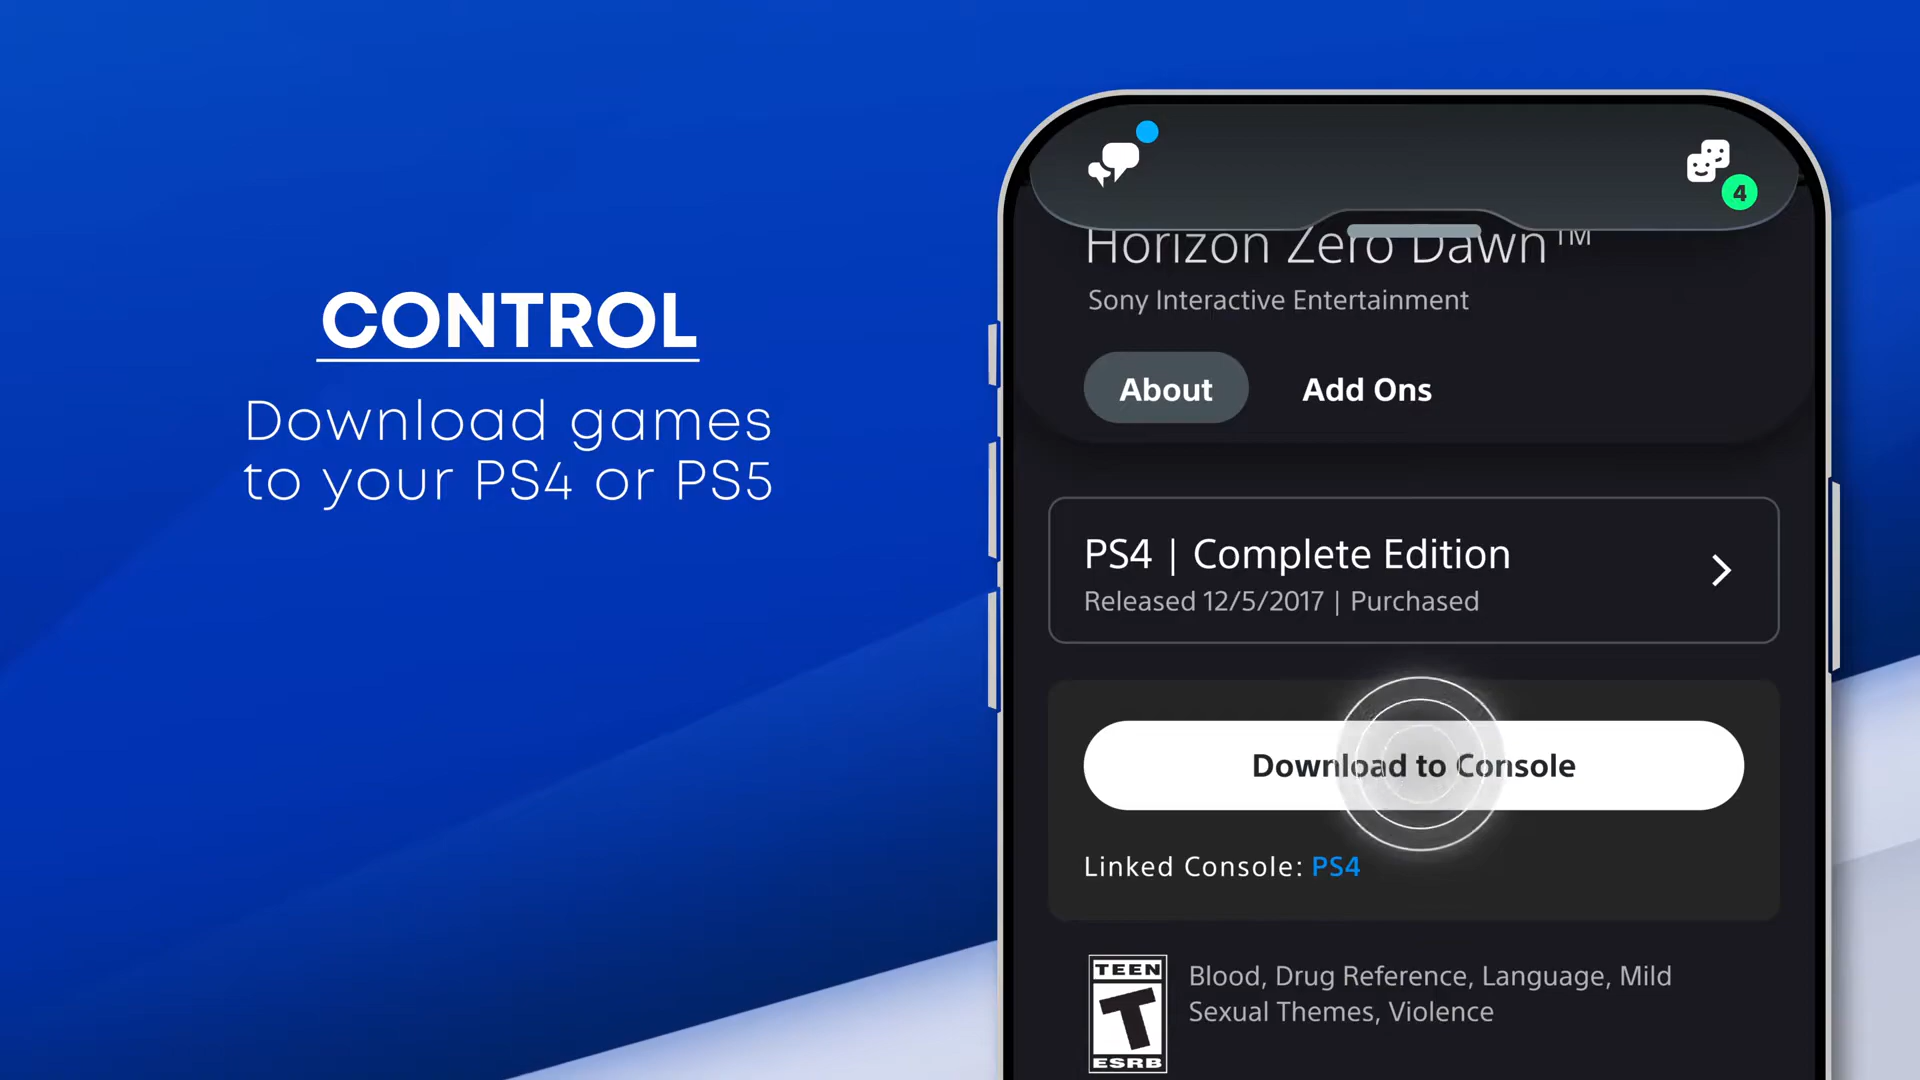 CONTROL
Download games
to your PS4 or PS5
4
Horizon Zero Dawn™
Sony Interactive Entertainment
About
Add Ons
PS4 | Complete Edition
Released 12/5/2017 | Purchased
Download to Console
Linked Console: PS4
TEEN
T
ESRB
Blood, Drug Reference, Language, Mild
Sexual Themes, Violence